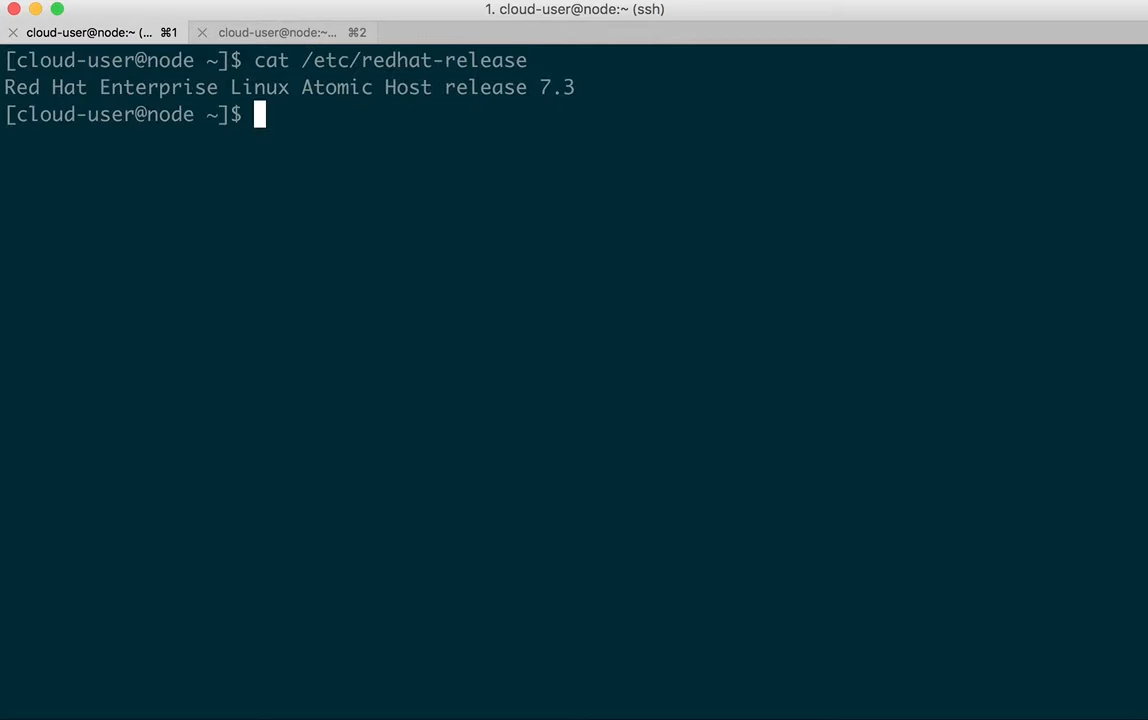 1. cloud-user@node:~ (ssh)
cloud-user@node:~ (... ⌘1
cloud-user@node:~... ⌘2
[cloud-user@node ~]$ cat /etc/redhat-release
Red Hat Enterprise Linux Atomic Host release 7.3
[cloud-user@node ~]$